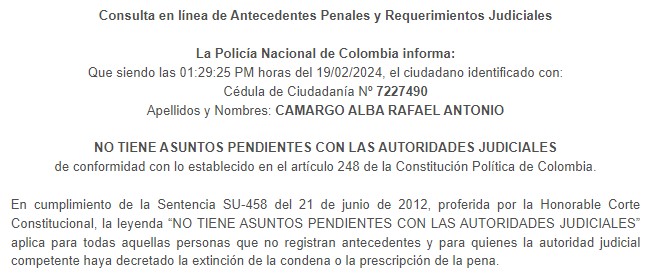 Consulta en línea de Antecedentes Penales y Requerimientos Judiciales
La Policía Nacional de Colombia informa:
Que siendo las 01:29:25 PM horas del 19/02/2024, el ciudadano identificado con:
Cédula de Ciudadanía Nº 7227490
Apellidos y Nombres: CAMARGO ALBA RAFAEL ANTONIO
NO TIENE ASUNTOS PENDIENTES CON LAS AUTORIDADES JUDICIALES
de conformidad con lo establecido en el artículo 248 de la Constitución Política de Colombia.
En cumplimiento de la Sentencia SU-458 del 21 de junio de 2012, proferida por la Honorable Corte
Constitucional, la leyenda “NO TIENE ASUNTOS PENDIENTES CON LAS AUTORIDADES JUDICIALES”
aplica para todas aquellas personas que no registran antecedentes y para quienes la autoridad judicial
competente haya decretado la extinción de la condena o la prescripción de la pena.